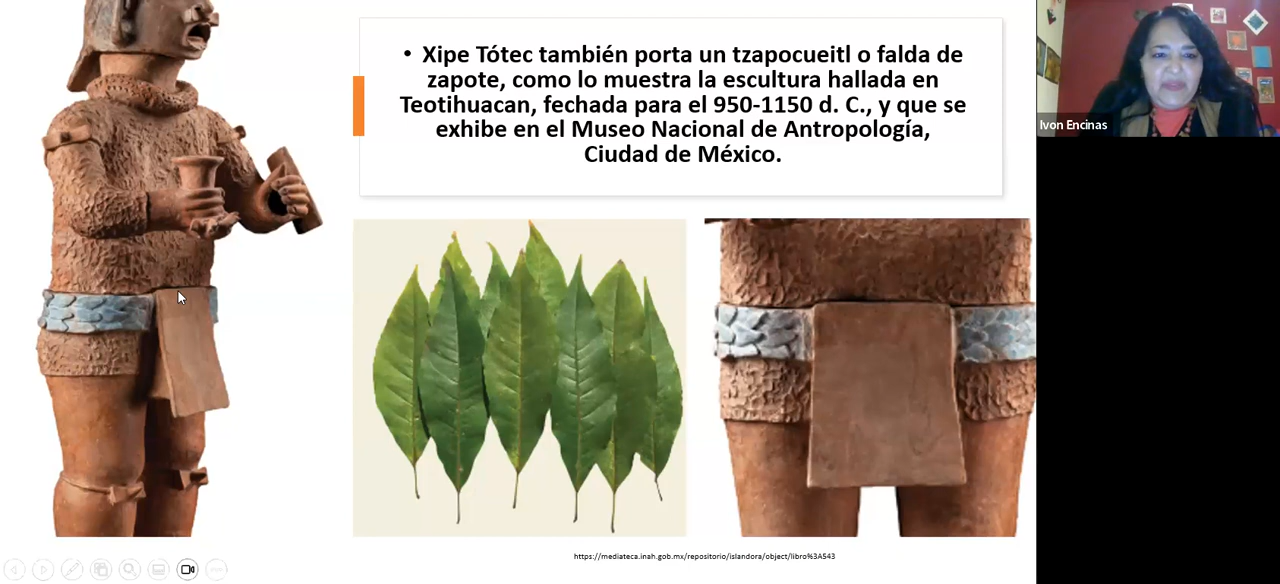 • Xipe Tótec también porta un tzapocueitl o falda de
zapote, como lo muestra la escultura hallada en
Teotihuacan, fechada para el 950-1150 d. C., y que se
exhibe en el Museo Nacional de Antropología,
Ciudad de México.
Ivon Encinas
https://mediateca.inah.gob.mx/repositorio/islandora/object/libro%3A543